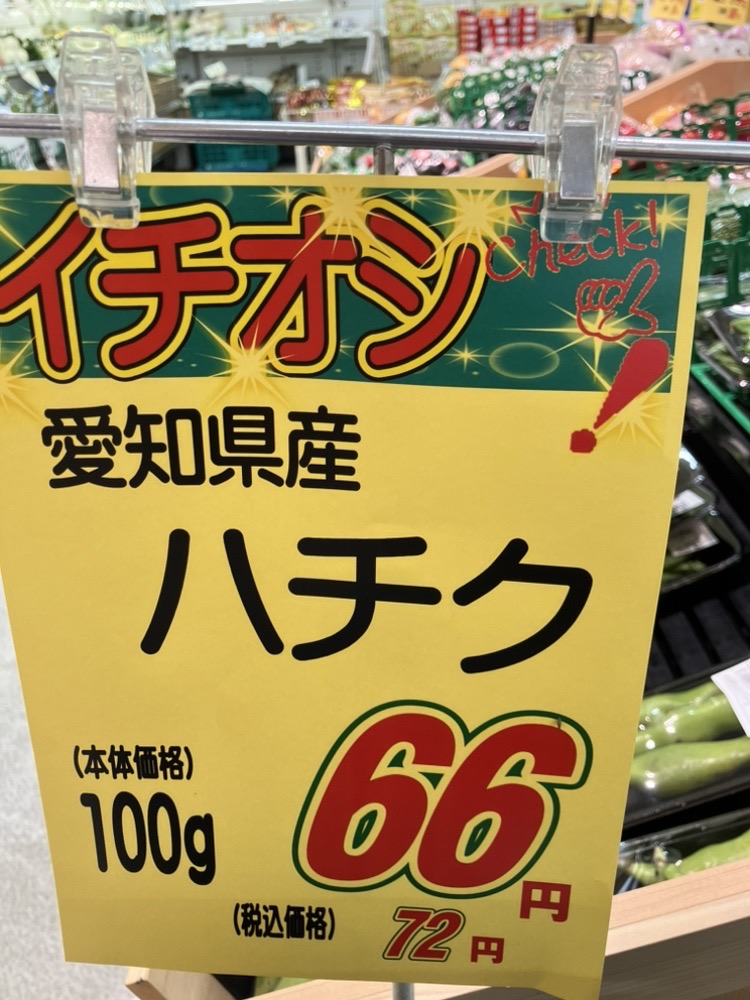 イチオシ
Check!
愛知県産
ハチク
(本体価格)
100g
66円
(税込価格)
72円